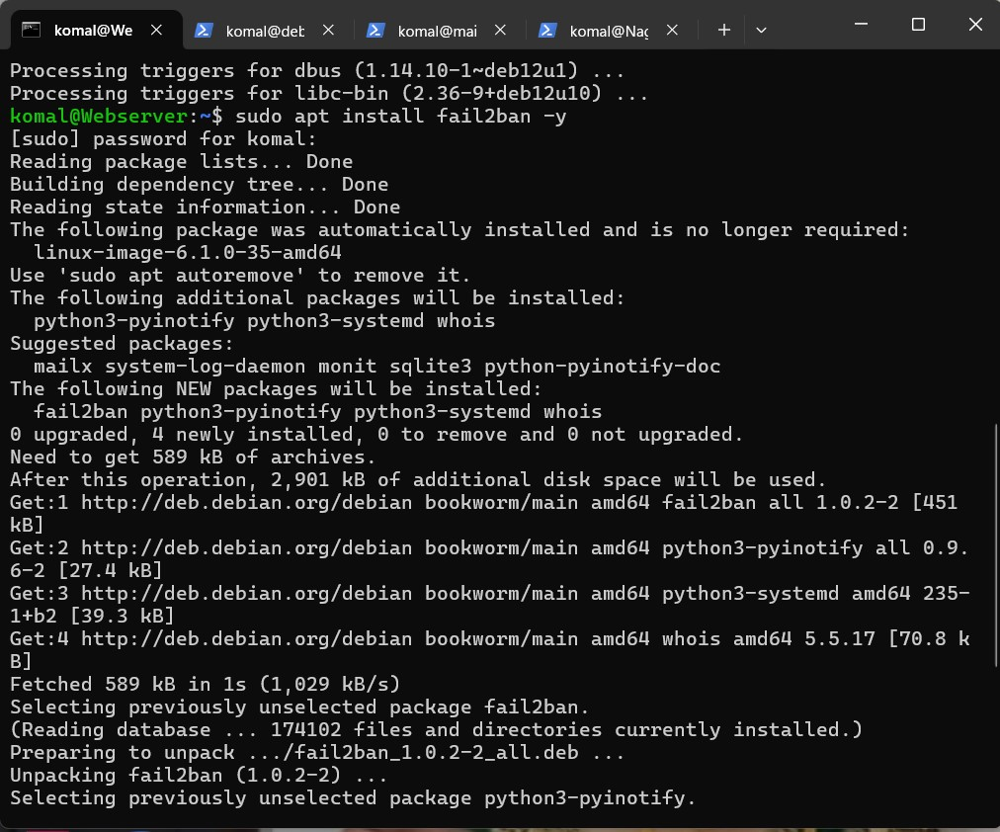 komal@We
komal@deb
komal@mai
komal@Nag
Processing triggers for dbus (1.14.10-1~deb12u1) ...
Processing triggers for libc-bin (2.36-9+deb12u10) ...
komal@Webserver:~$ sudo apt install fail2ban -y
[sudo] password for komal:
Reading package lists... Done
Building dependency tree... Done
Reading state information... Done
The following package was automatically installed and is no longer required:
  linux-image-6.1.0-35-amd64
Use 'sudo apt autoremove' to remove it.
The following additional packages will be installed:
  python3-pyinotify python3-systemd whois
Suggested packages:
  mailx system-log-daemon monit sqlite3 python-pyinotify-doc
The following NEW packages will be installed:
  fail2ban python3-pyinotify python3-systemd whois
0 upgraded, 4 newly installed, 0 to remove and 0 not upgraded.
Need to get 589 kB of archives.
After this operation, 2,901 kB of additional disk space will be used.
Get:1 http://deb.debian.org/debian bookworm/main amd64 fail2ban all 1.0.2-2 [451
kB]
Get:2 http://deb.debian.org/debian bookworm/main amd64 python3-pyinotify all 0.9.
6-2 [27.4 kB]
Get:3 http://deb.debian.org/debian bookworm/main amd64 python3-systemd amd64 235-
1+b2 [39.3 kB]
Get:4 http://deb.debian.org/debian bookworm/main amd64 whois amd64 5.5.17 [70.8 k
B]
Fetched 589 kB in 1s (1,029 kB/s)
Selecting previously unselected package fail2ban.
(Reading database ... 174102 files and directories currently installed.)
Preparing to unpack .../fail2ban_1.0.2-2_all.deb ...
Unpacking fail2ban (1.0.2-2) ...
Selecting previously unselected package python3-pyinotify.